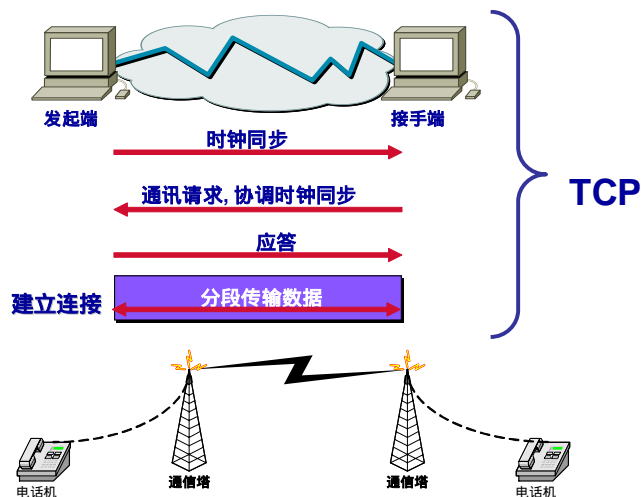 发起端
接手端
时钟同步
通讯请求, 协调时钟同步
应答
建立连接
分段传输数据
TCP
通信塔
通信塔
电话机
电话机